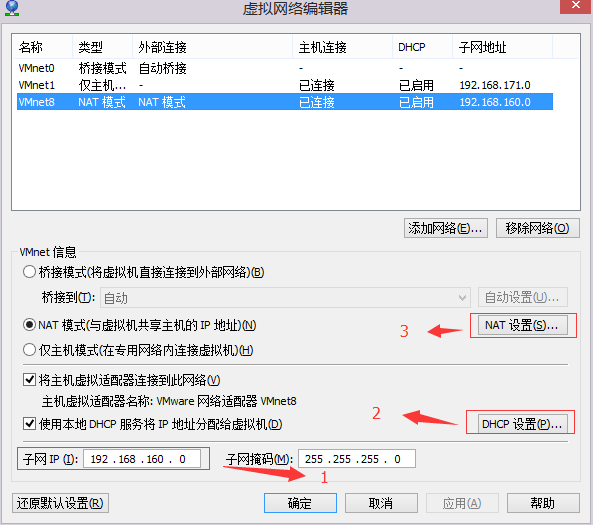 虚拟网络编辑器
名称 类型 外部连接 主机连接 DHCP 子网地址
VMnet0 桥接模式 自动桥接 - - -
VMnet1 仅主机... - 已连接 已启用 192.168.171.0
VMnet8 NAT 模式 NAT 模式 已连接 已启用 192.168.160.0
添加网络(E)... 移除网络(O)
VMnet 信息
桥接模式(将虚拟机直接连接到外部网络)(B)
桥接到(T): 自动 自动设置(U)...
NAT 模式(与虚拟机共享主机的 IP 地址)(N) 3 NAT 设置(S)...
仅主机模式(在专用网络内连接虚拟机)(H)
将主机虚拟适配器连接到此网络(V)
主机虚拟适配器名称: VMware 网络适配器 VMnet8
使用本地 DHCP 服务将 IP 地址分配给虚拟机(D) 2 DHCP 设置(P)...
子网 IP (I): 192 .168 .160 . 0 子网掩码(M): 255 .255 .255 . 0
1
还原默认设置(R) 确定 取消 应用(A) 帮助